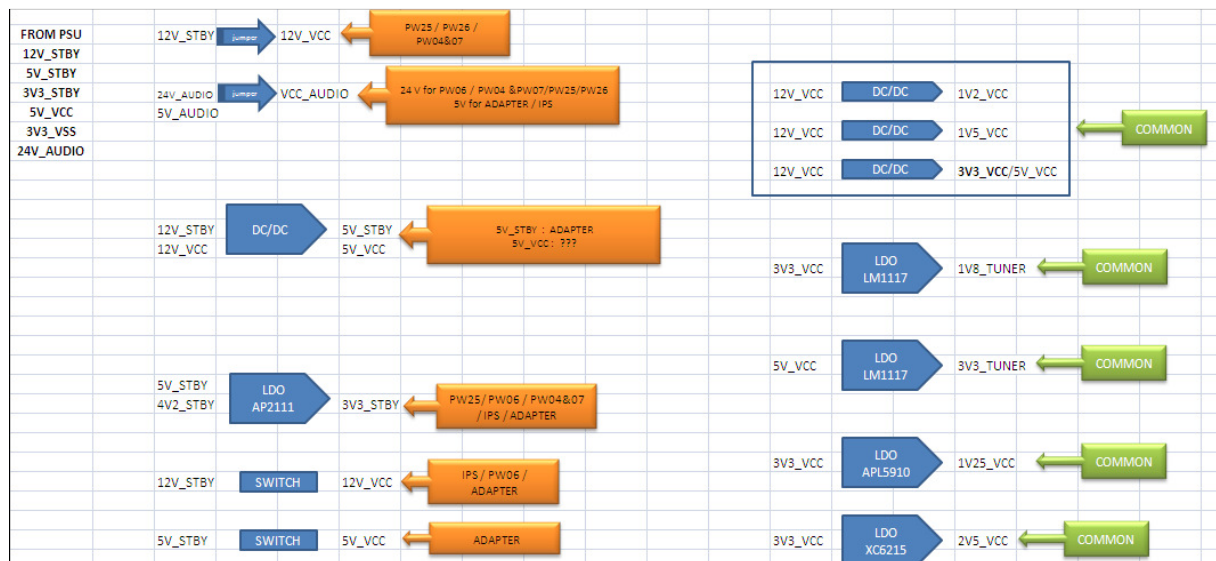 FROM PSU
12V_STBY
5V_STBY
3V3_STBY
5V_VCC
3V3_VSS
24V_AUDIO
12V_STBY jumper 12V_VCC
PW25 / PW26 /
PW04&07
24V_AUDIO jumper VCC_AUDIO
5V_AUDIO
24 V for PW06 / PW04 &PW07/PW25/PW26
5V for ADAPTER / IPS
12V_STBY DC/DC 5V_STBY
12V_VCC 5V_VCC
5V_STBY : ADAPTER
5V_VCC : ???
5V_STBY
4V2_STBY
LDO
AP2111
3V3_STBY
PW25/ PW06 / PW04&07
/ IPS / ADAPTER
12V_STBY SWITCH 12V_VCC
IPS / PW06 /
ADAPTER
5V_STBY SWITCH 5V_VCC ADAPTER
12V_VCC DC/DC 1V2_VCC
12V_VCC DC/DC 1V5_VCC
COMMON
12V_VCC DC/DC 3V3_VCC/5V_VCC
3V3_VCC
LDO
LM1117
1V8_TUNER
COMMON
5V_VCC
LDO
LM1117
3V3_TUNER
COMMON
3V3_VCC
LDO
APL5910
1V25_VCC
COMMON
3V3_VCC
LDO
XC6215
2V5_VCC
COMMON